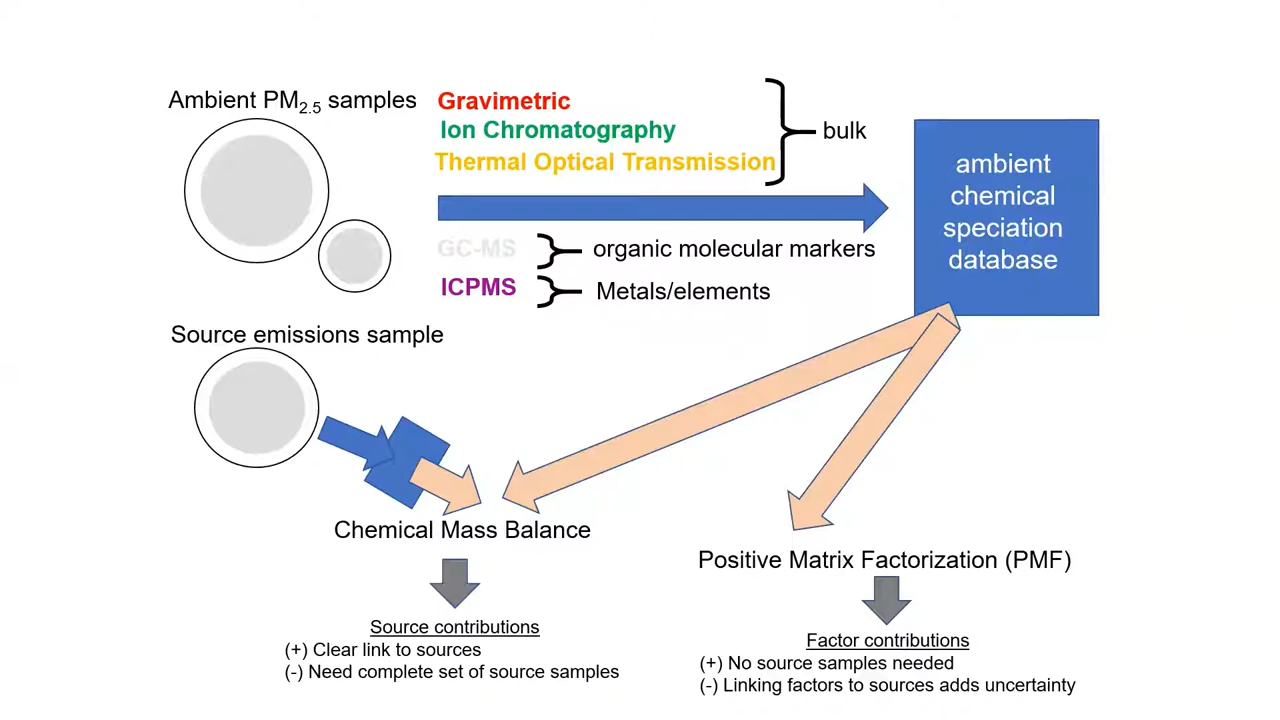 Ambient PM2.5 samples
Gravimetric
Ion Chromatography
Thermal Optical Transmission
bulk
GC-MS
organic molecular markers
ICPMS
Metals/elements
ambient
chemical
speciation
database
Source emissions sample
Chemical Mass Balance
Source contributions
(+) Clear link to sources
(-) Need complete set of source samples
Positive Matrix Factorization (PMF)
Factor contributions
(+) No source samples needed
(-) Linking factors to sources adds uncertainty